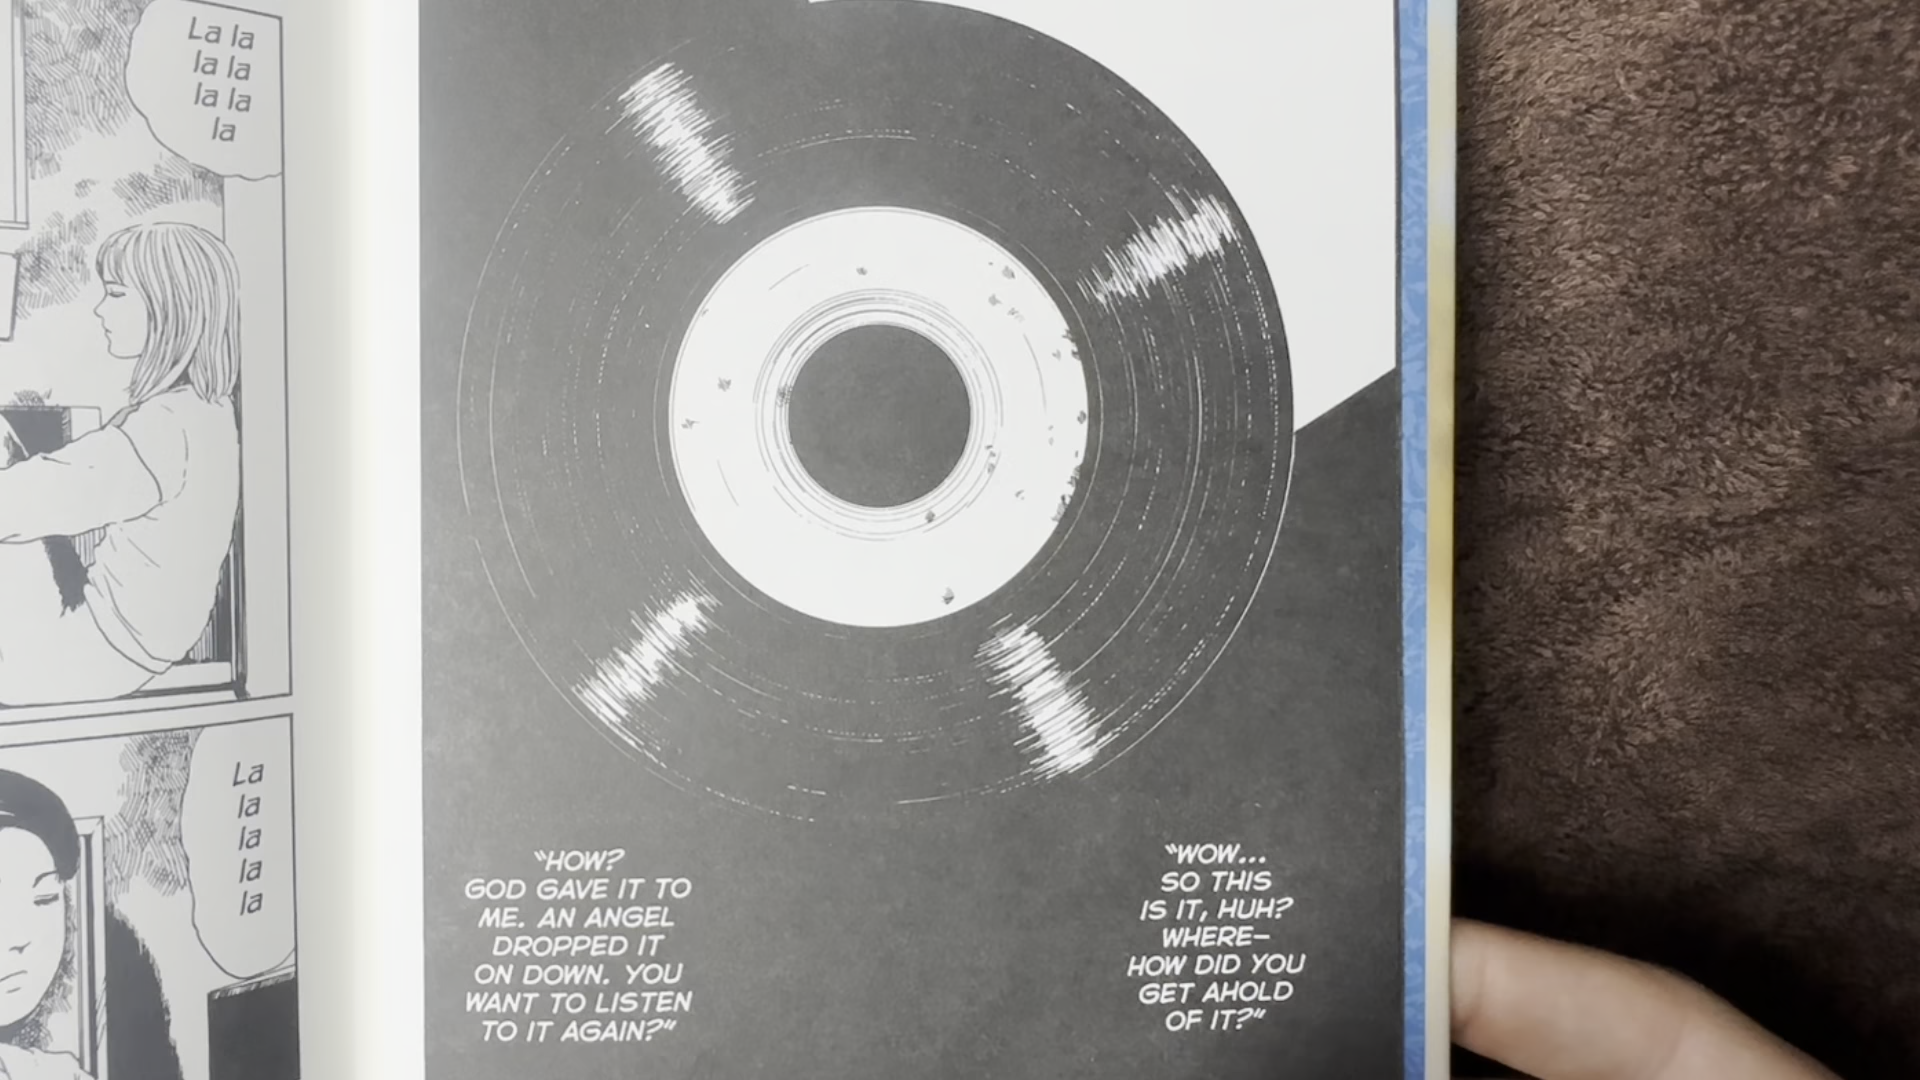 "WOW...
SO THIS
IS IT, HUH?
WHERE–
HOW DID YOU
GET AHOLD
OF IT?"
"HOW?
GOD GAVE IT TO
ME. AN ANGEL
DROPPED IT
ON DOWN. YOU
WANT TO LISTEN
TO IT AGAIN?"
La la
la la
la la
la
La
la
la
la
la